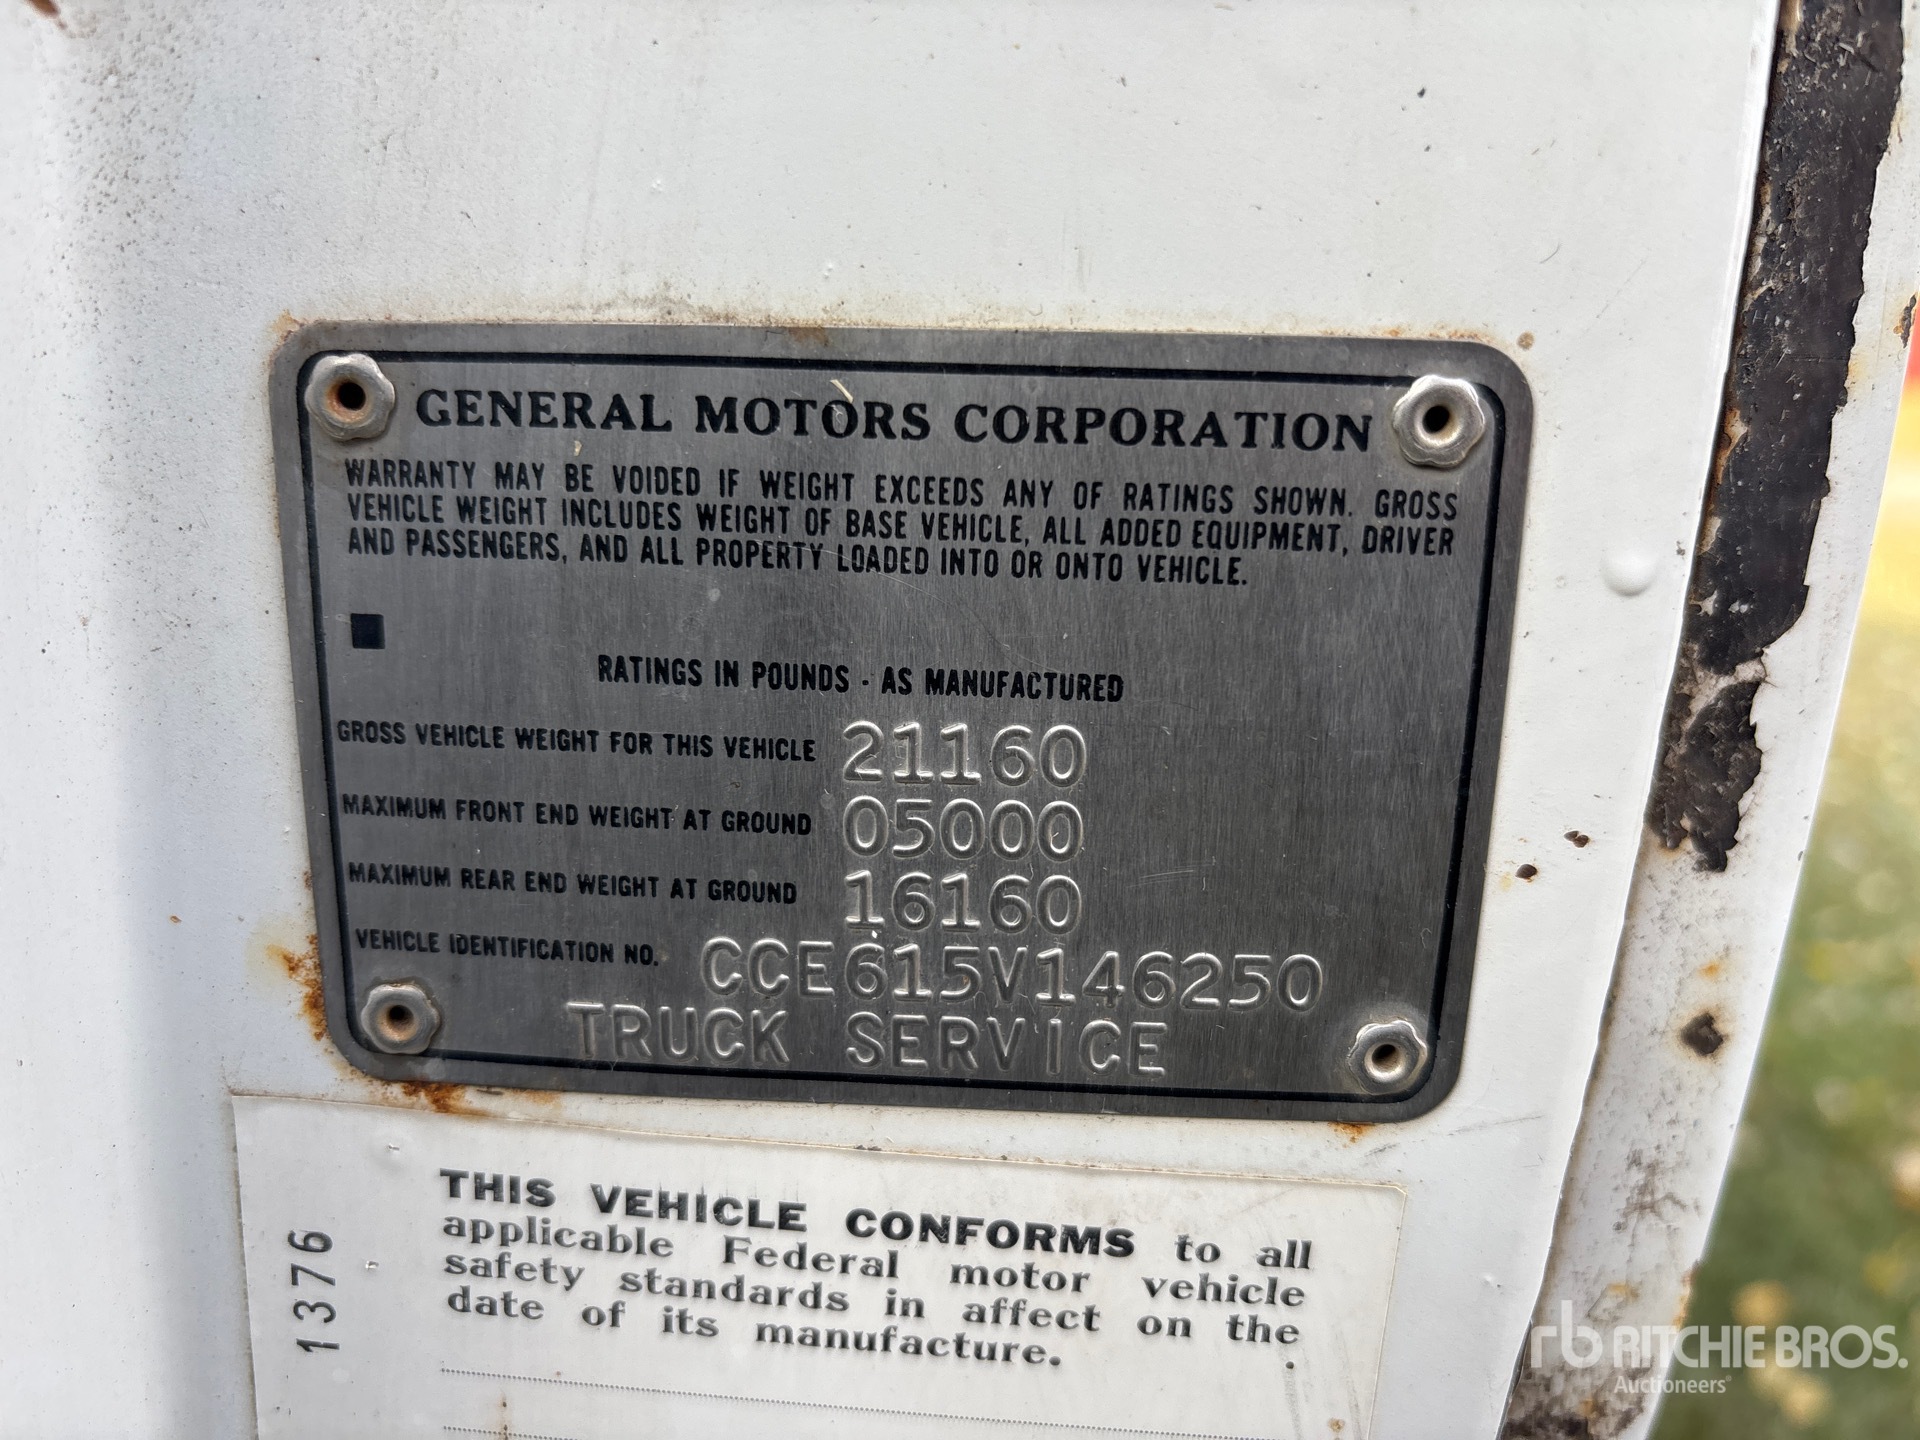 GENERAL MOTORS CORPORATION
WARRANTY MAY BE VOIDED IF WEIGHT EXCEEDS ANY OF RATINGS SHOWN. GROSS
VEHICLE WEIGHT INCLUDES WEIGHT OF BASE VEHICLE, ALL ADDED EQUIPMENT, DRIVER
AND PASSENGERS, AND ALL PROPERTY LOADED INTO OR ONTO VEHICLE.
RATINGS IN POUNDS - AS MANUFACTURED
GROSS VEHICLE WEIGHT FOR THIS VEHICLE 21160
MAXIMUM FRONT END WEIGHT AT GROUND 05000
MAXIMUM REAR END WEIGHT AT GROUND 16160
VEHICLE IDENTIFICATION NO. CCE615V146250
TRUCK SERVICE
1376
THIS VEHICLE CONFORMS to all
applicable Federal motor vehicle
safety standards in affect on the
date of its manufacture.
rb RITCHIE BROS.
Auctioneers